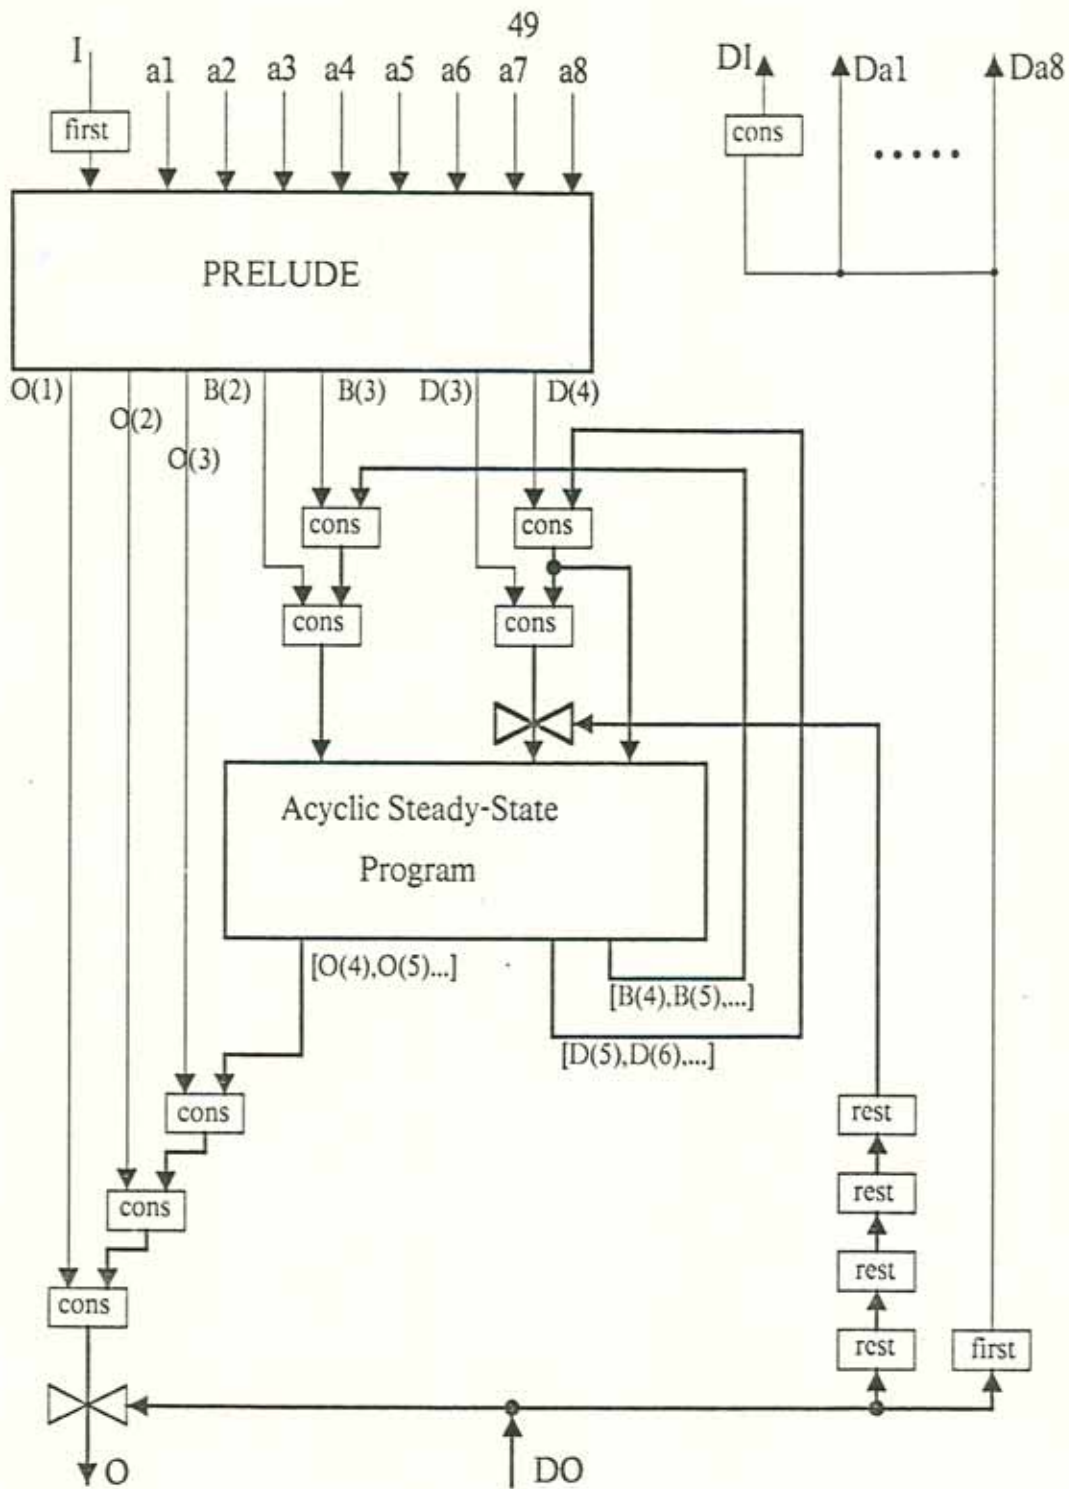 49
I a1 a2 a3 a4 a5 a6 a7 a8 DI Da1 Da8
first cons
.....
PRELUDE
O(1) B(2) B(3) D(3) D(4)
O(2)
O(3)
cons cons
cons cons
Acyclic Steady-State
Program
[O(4),O(5)...]
[B(4),B(5),...]
[D(5),D(6),...]
cons rest
cons rest
rest
cons
rest first
O DO